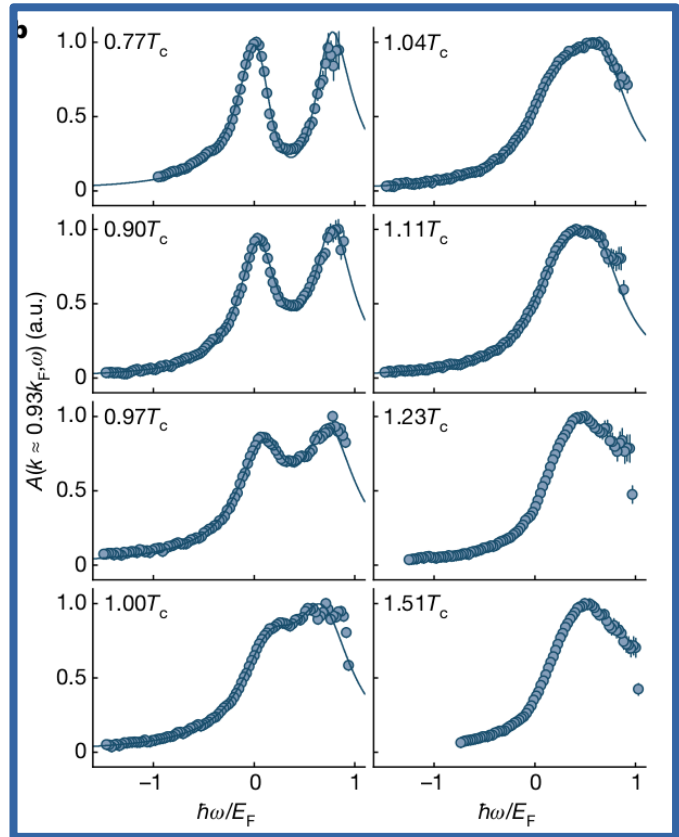 b
A(k ≈ 0.93k_F,ω) (a.u.)
0.77T_c
1.0
0.5
0
1.04T_c
0.90T_c
1.0
0.5
0
1.11T_c
0.97T_c
1.0
0.5
0
1.23T_c
1.00T_c
1.0
0.5
0
1.51T_c
−1 0 1
−1 0 1
ħω/E_F
ħω/E_F